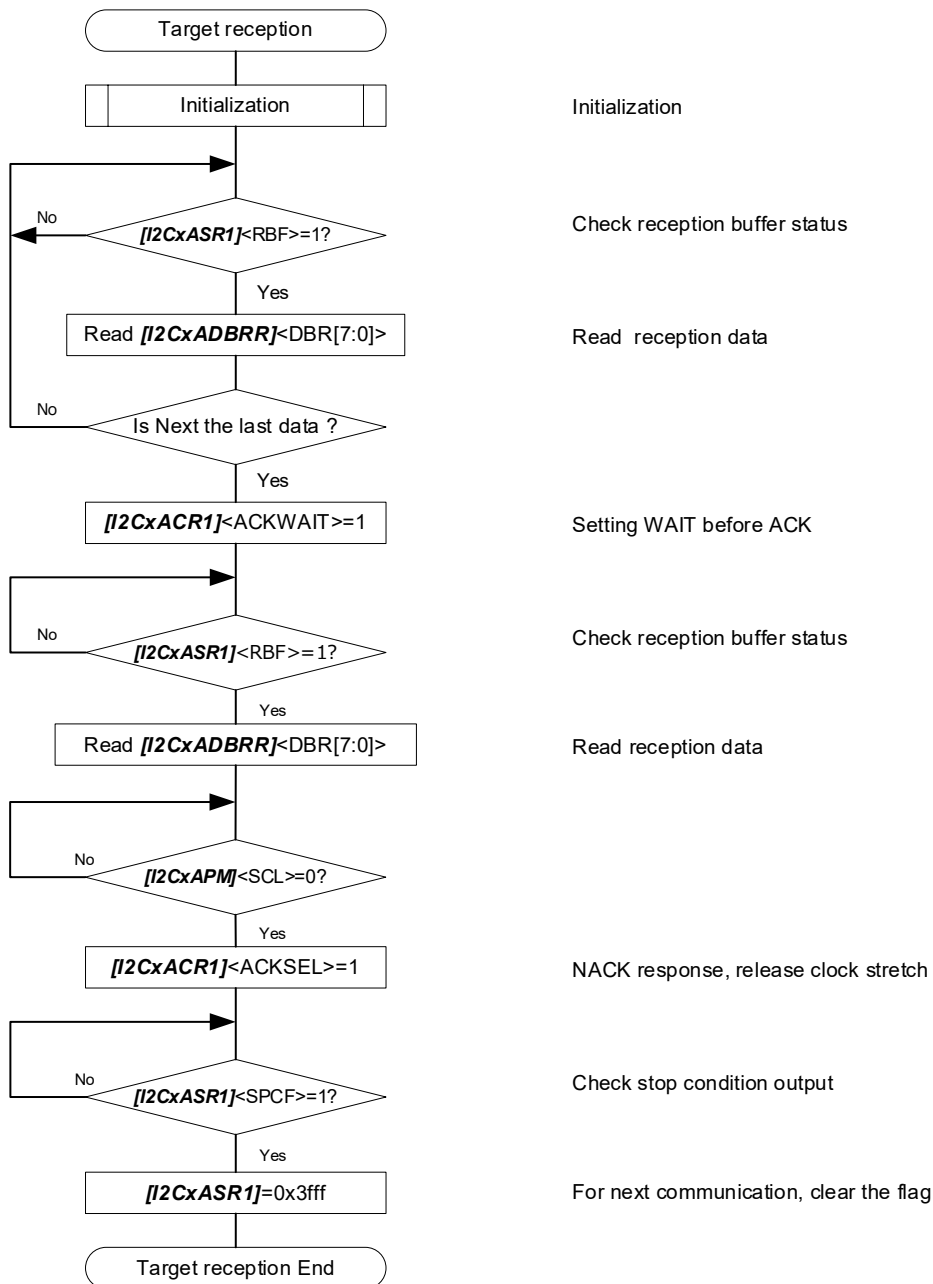 Target reception
Initialization
Initialization
No
[I2CxASR1]<RBF>=1?
Check reception buffer status
Yes
Read [I2CxADBRR]<DBR[7:0]>
Read reception data
No
Is Next the last data ?
Yes
[I2CxACR1]<ACKWAIT>=1
Setting WAIT before ACK
No
[I2CxASR1]<RBF>=1?
Check reception buffer status
Yes
Read [I2CxADBRR]<DBR[7:0]>
Read reception data
No
[I2CxAPM]<SCL>=0?
Yes
[I2CxACR1]<ACKSEL>=1
NACK response, release clock stretch
No
[I2CxASR1]<SPCF>=1?
Check stop condition output
Yes
[I2CxASR1]=0x3fff
For next communication, clear the flag
Target reception End